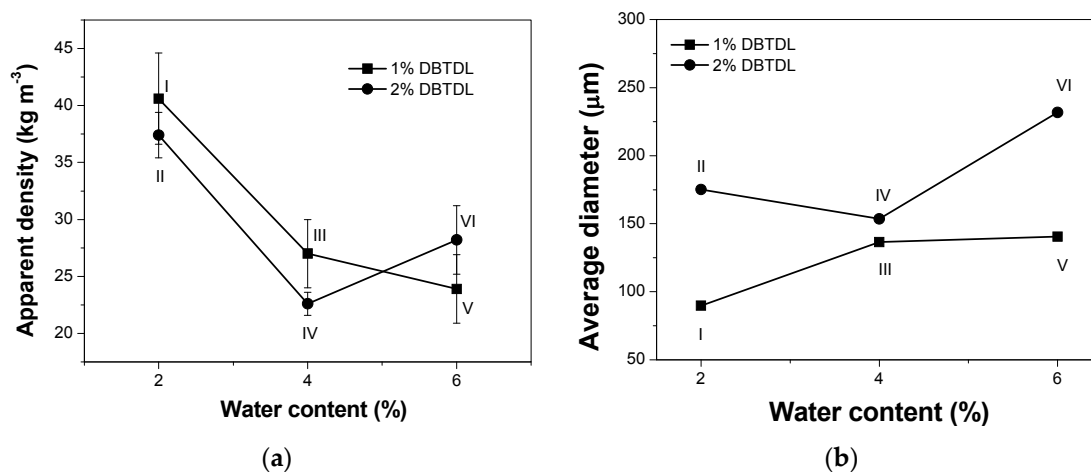 45
40
35
30
25
20
Apparent density (kg m⁻³)
1% DBTDL
2% DBTDL
I
II
III
IV
VI
V
2 4 6
Water content (%)
(a)
300
250
200
150
100
50
Average diameter (μm)
1% DBTDL
2% DBTDL
VI
II
IV
III
V
I
2 4 6
Water content (%)
(b)